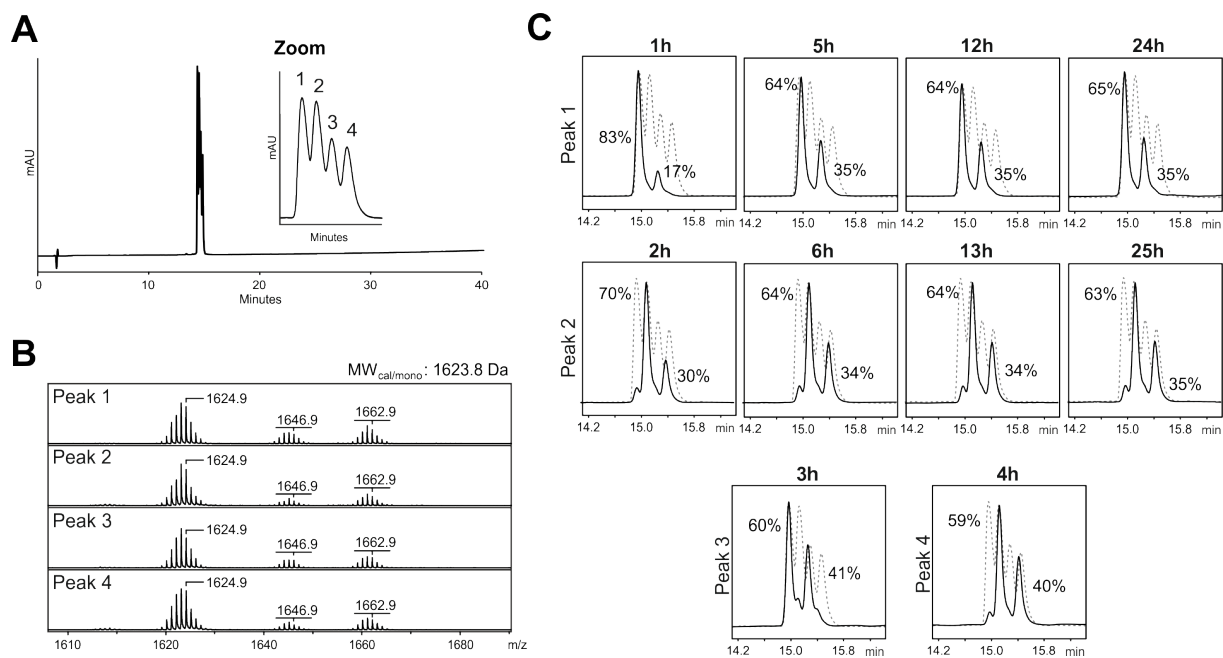 A
Zoom
1 2
3 4
mAU
Minutes
mAU
0 10 20 30 40
Minutes
B
MWcal/mono: 1623.8 Da
Peak 1
1624.9
1646.9
1662.9
Peak 2
1624.9
1646.9
1662.9
Peak 3
1624.9
1646.9
1662.9
Peak 4
1624.9
1646.9
1662.9
1610 1620 1640 1660 1680 m/z
C
1h 5h 12h 24h
Peak 1
83% 17%
64% 35%
64% 35%
65% 35%
14.2 15.0 15.8 min
14.2 15.0 15.8 min
14.2 15.0 15.8 min
14.2 15.0 15.8 min
2h 6h 13h 25h
Peak 2
70% 30%
64% 34%
64% 34%
63% 35%
14.2 15.0 15.8 min
14.2 15.0 15.8 min
14.2 15.0 15.8 min
14.2 15.0 15.8 min
3h 4h
Peak 3
60% 41%
Peak 4
59% 40%
14.2 15.0 15.8 min
14.2 15.0 15.8 min